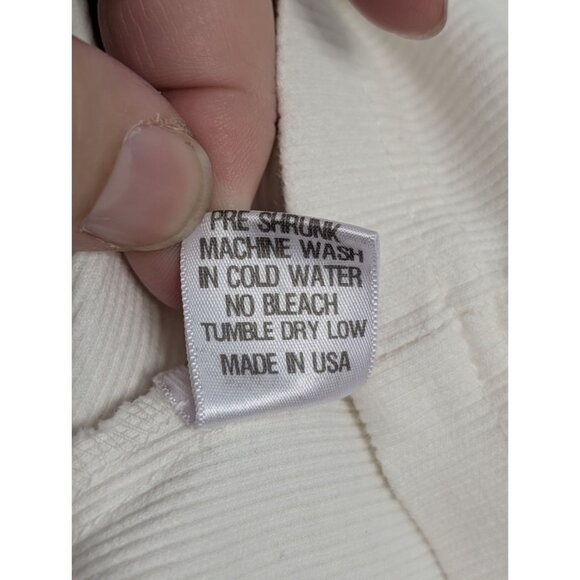 PRE SHRUNK
MACHINE WASH
IN COLD WATER
NO BLEACH
TUMBLE DRY LOW
MADE IN USA